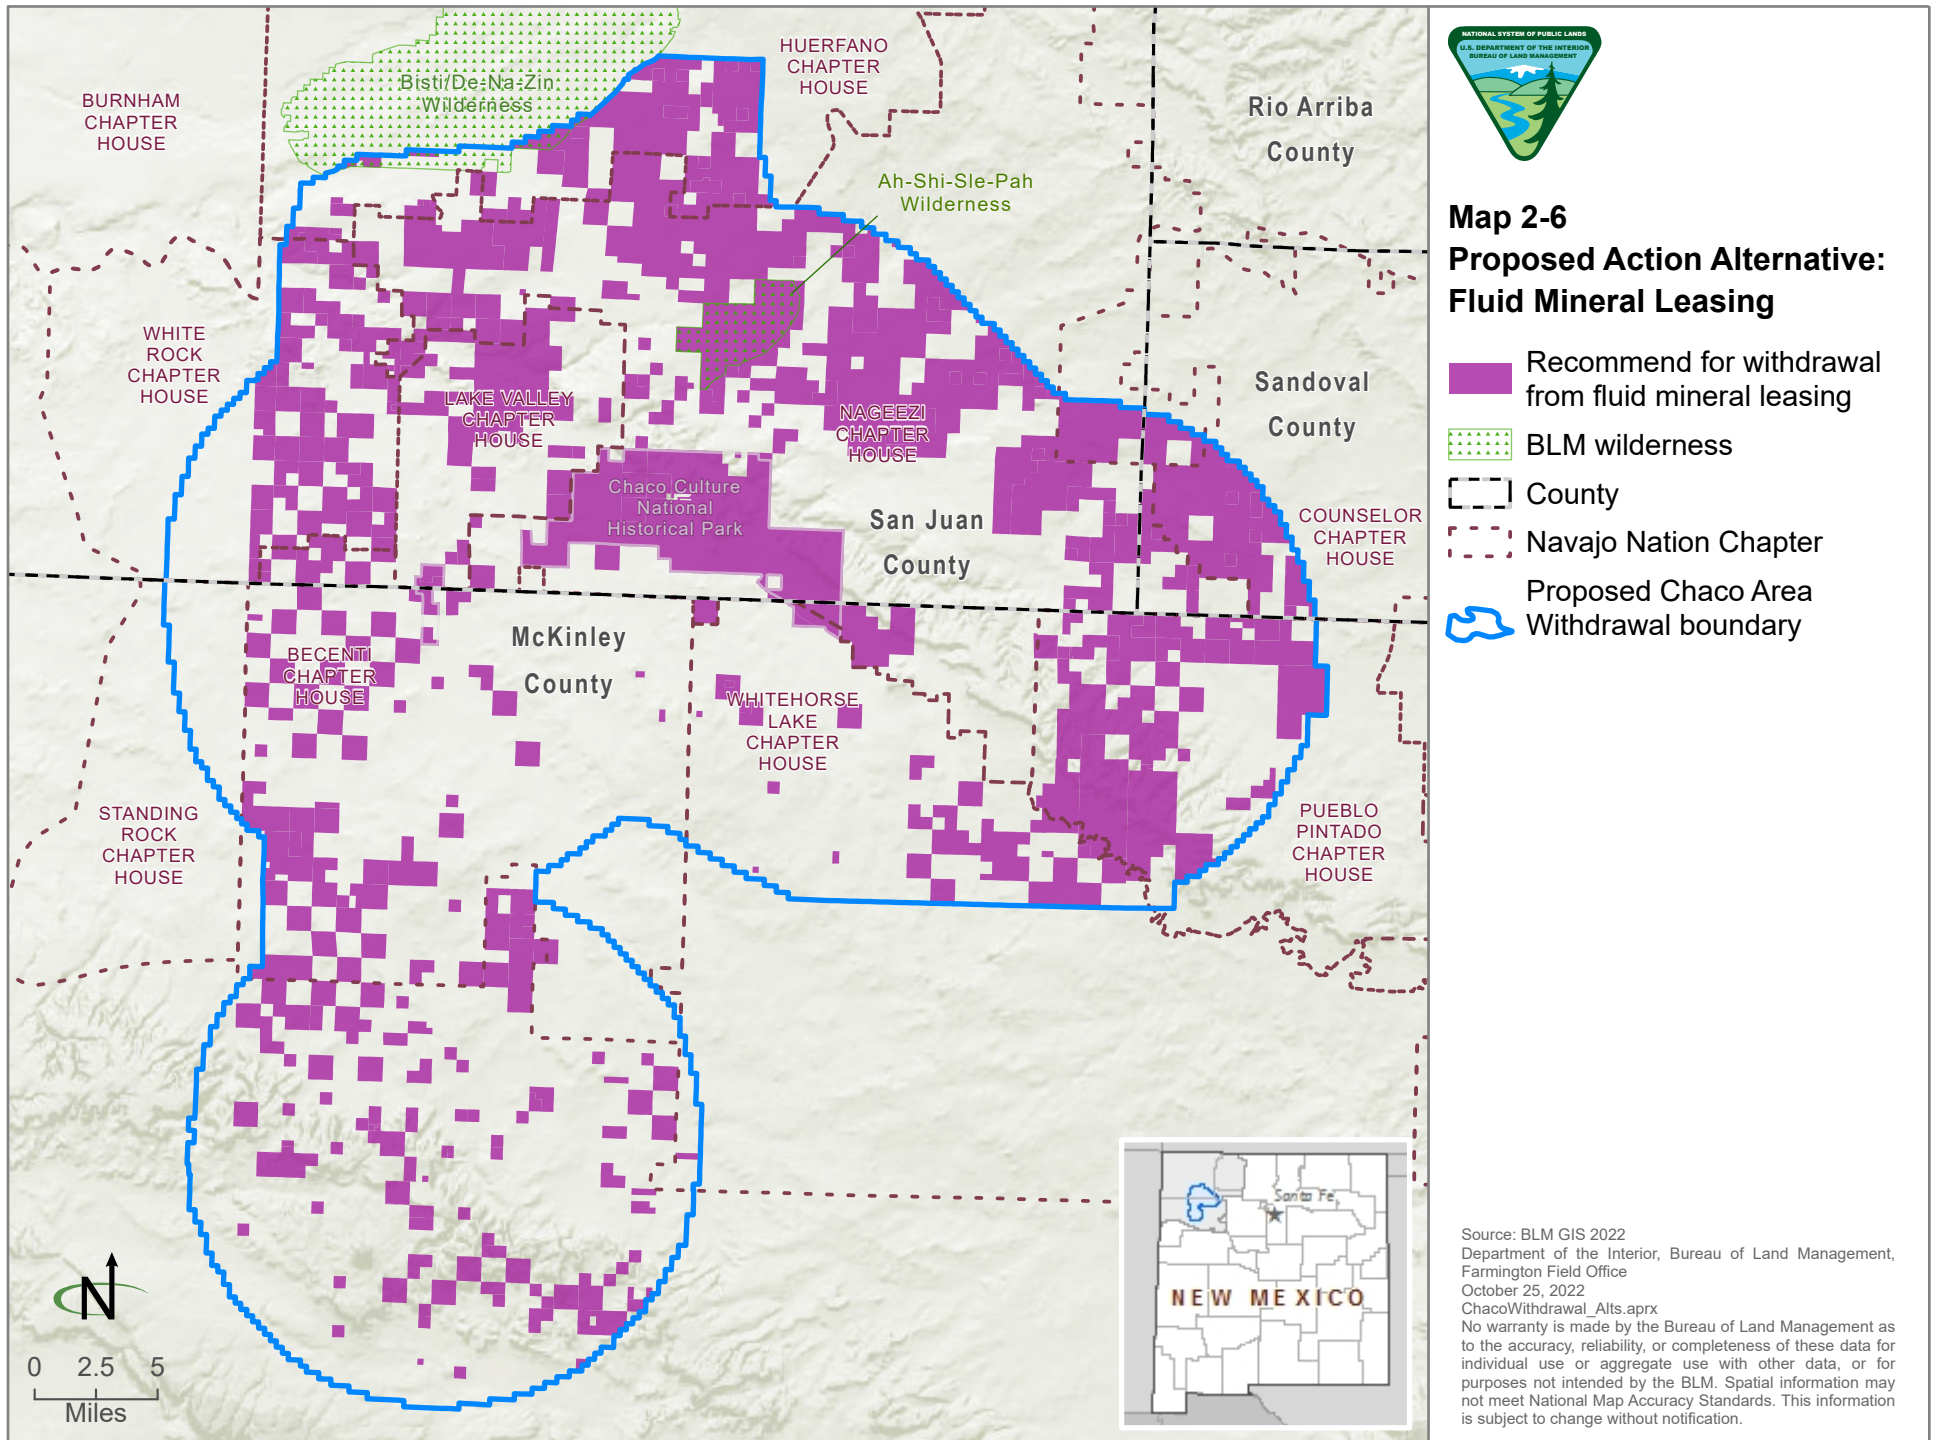 BURNHAM
CHAPTER
HOUSE
Bisti/De-Na-Zin
Wilderness
HUERFANO
CHAPTER
HOUSE
Rio Arriba
County
Ah-Shi-Sle-Pah
Wilderness
WHITE
ROCK
CHAPTER
HOUSE
LAKE VALLEY
CHAPTER
HOUSE
NAGEEZI
CHAPTER
HOUSE
Sandoval
County
Chaco Culture
National
Historical Park
San Juan
County
COUNSELOR
CHAPTER
HOUSE
McKinley
County
BECENTI
CHAPTER
HOUSE
WHITEHORSE
LAKE
CHAPTER
HOUSE
STANDING
ROCK
CHAPTER
HOUSE
PUEBLO
PINTADO
CHAPTER
HOUSE
N
0 2.5 5
Miles
Santa Fe
NEW MEXICO
NATIONAL SYSTEM OF PUBLIC LANDS
U.S. DEPARTMENT OF THE INTERIOR
BUREAU OF LAND MANAGEMENT
Map 2-6
Proposed Action Alternative:
Fluid Mineral Leasing
Recommend for withdrawal
from fluid mineral leasing
BLM wilderness
County
Navajo Nation Chapter
Proposed Chaco Area
Withdrawal boundary
Source: BLM GIS 2022
Department of the Interior, Bureau of Land Management,
Farmington Field Office
October 25, 2022
ChacoWithdrawal_Alts.aprx
No warranty is made by the Bureau of Land Management as
to the accuracy, reliability, or completeness of these data for
individual use or aggregate use with other data, or for
purposes not intended by the BLM. Spatial information may
not meet National Map Accuracy Standards. This information
is subject to change without notification.